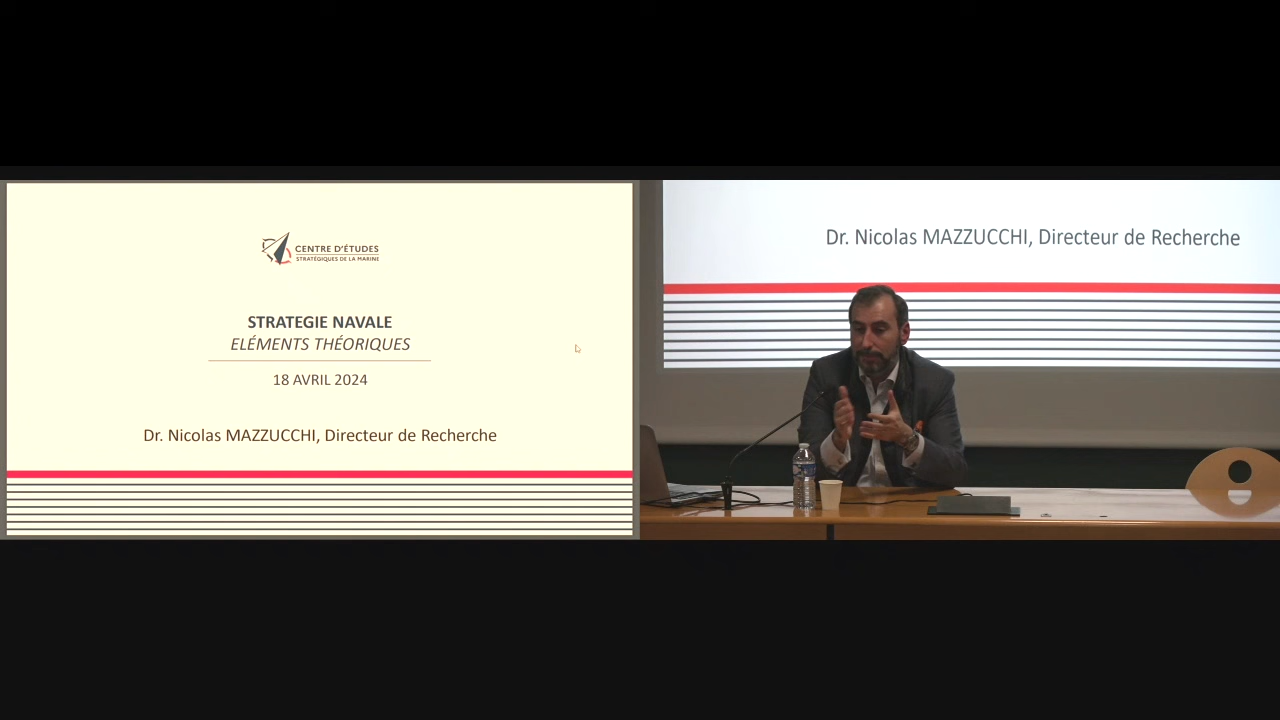 CENTRE D'ÉTUDES
STRATÉGIQUES DE LA MARINE
STRATEGIE NAVALE
ELÉMENTS THÉORIQUES
18 AVRIL 2024
Dr. Nicolas MAZZUCCHI, Directeur de Recherche
Dr. Nicolas MAZZUCCHI, Directeur de Recherche